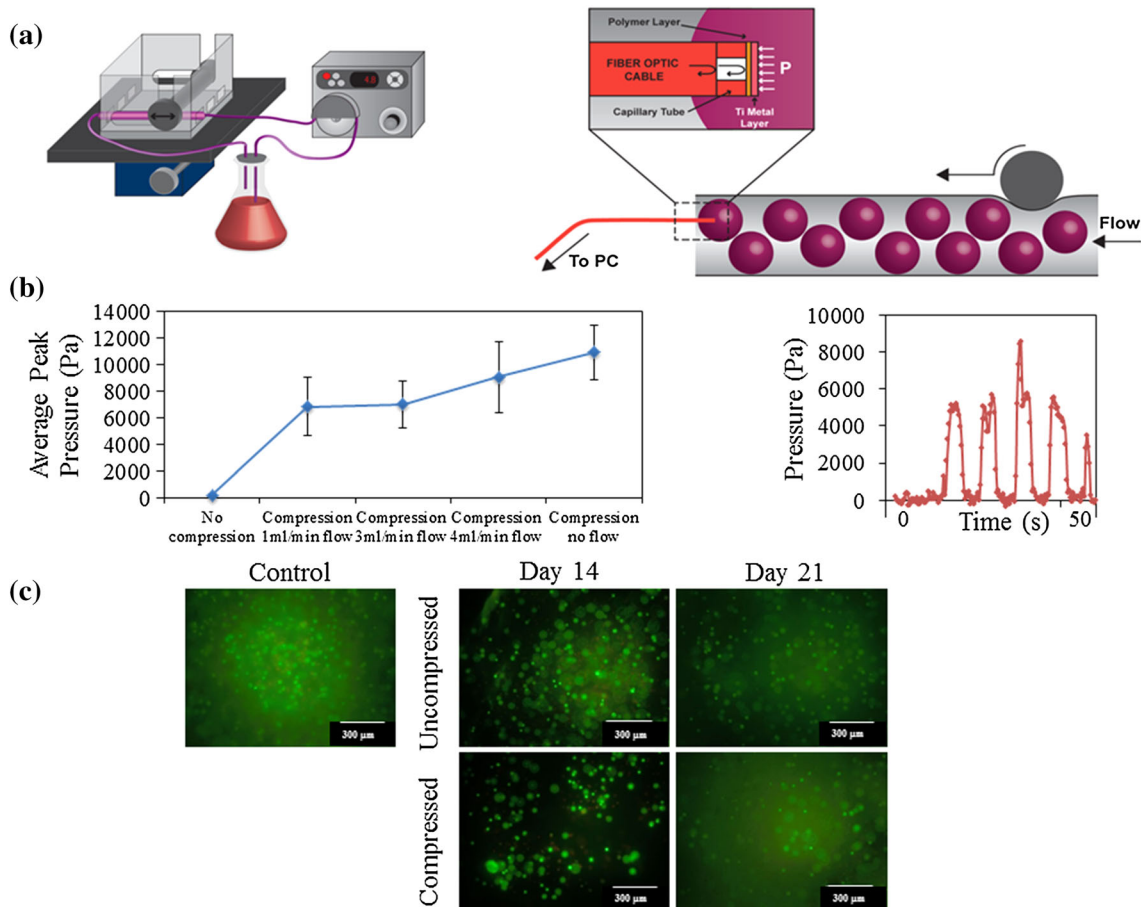 (a)
4.8
Polymer Layer
FIBER OPTIC
CABLE
P
Capillary Tube
Ti Metal
Layer
Flow
To PC
(b)
Average Peak
Pressure (Pa)
14000
12000
10000
8000
6000
4000
2000
0
No
compression
Compression
1ml/min flow
Compression
3ml/min flow
Compression
4ml/min flow
Compression
no flow
Pressure (Pa)
10000
8000
6000
4000
2000
0
0
Time (s)
50
(c)
Control
Day 14
Day 21
Uncompressed
Compressed
300 μm
300 μm
300 μm
300 μm
300 μm